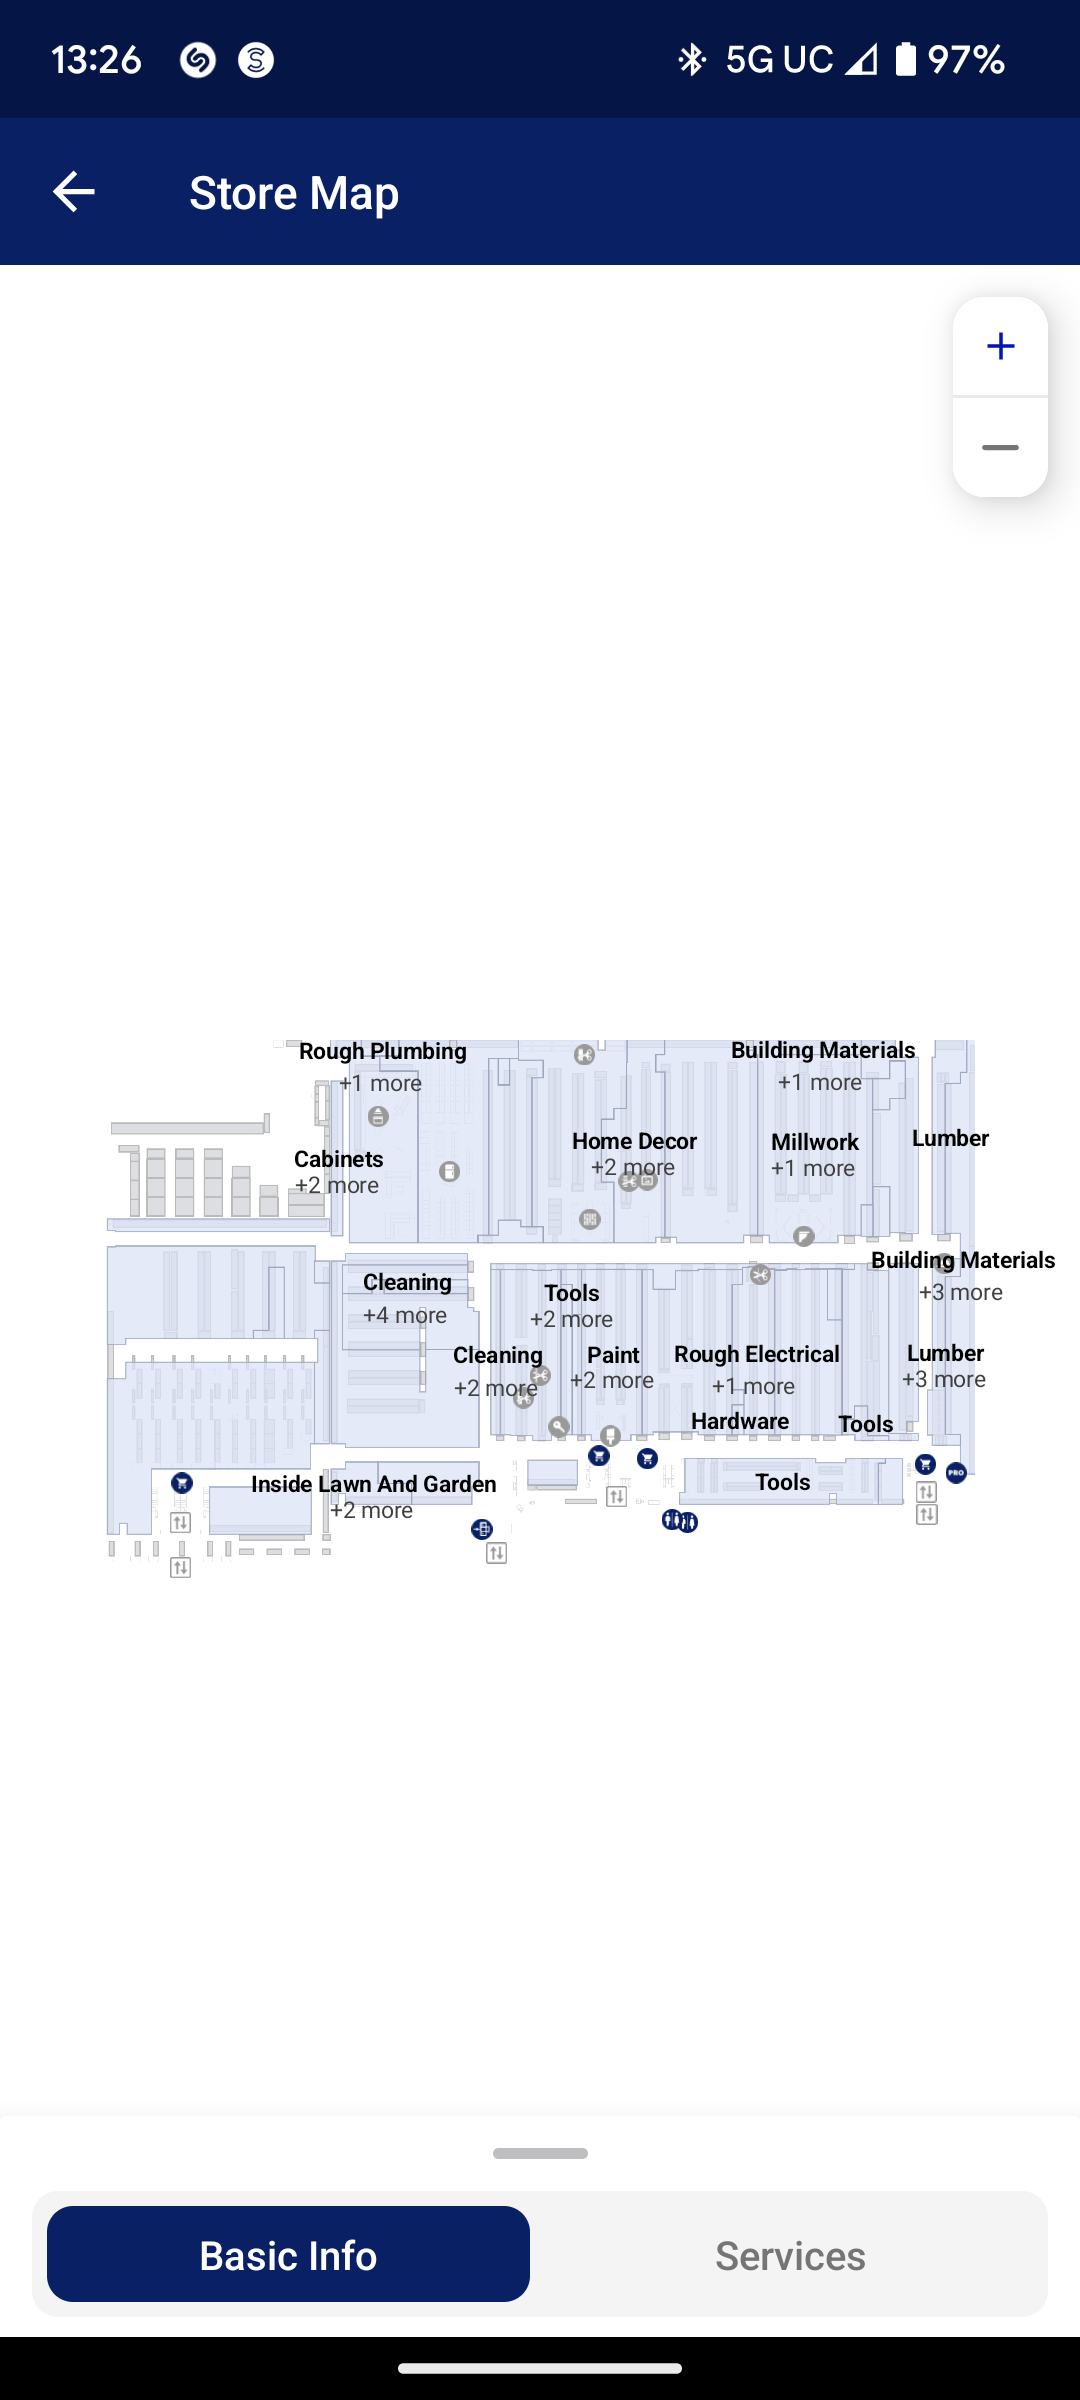 13:26
5G UC
97%
Store Map
+
−
Rough Plumbing
+1 more
Building Materials
+1 more
Cabinets
+2 more
Home Decor
+2 more
Millwork
+1 more
Lumber
Cleaning
+4 more
Tools
+2 more
Building Materials
+3 more
Cleaning
+2 more
Paint
+2 more
Rough Electrical
+1 more
Lumber
+3 more
Hardware
Tools
Inside Lawn And Garden
+2 more
Tools
PRO
Basic Info
Services